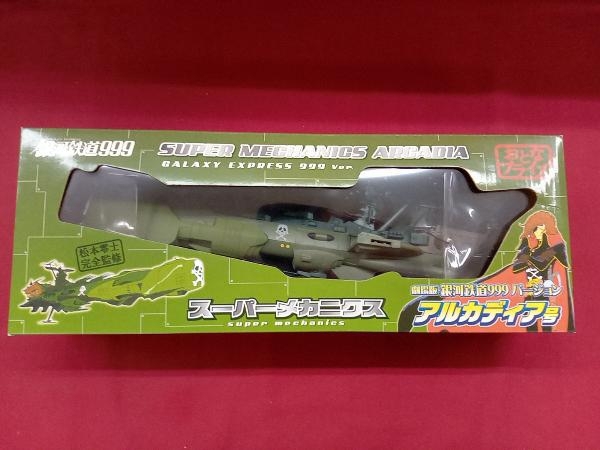 銀河鉄道999
SUPER MECHANICS ARCADIA
GALAXY EXPRESS 999 Ver.
松本零士
完全監修
スーパーメカニクス
super mechanics
劇場版 銀河鉄道999 バージョン
アルカディア号